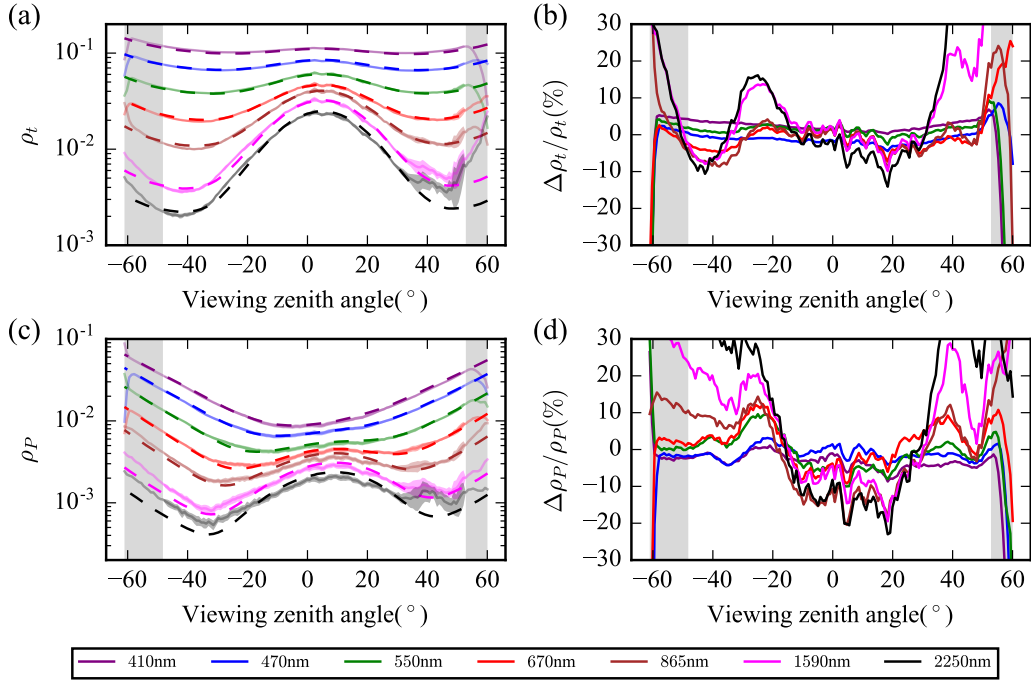 (a)
10⁻¹
10⁻²
10⁻³
ρt
−60 −40 −20 0 20 40 60
Viewing zenith angle(°)
(b)
30
20
10
0
−10
−20
−30
Δρt/ρt(%)
−60 −40 −20 0 20 40 60
Viewing zenith angle(°)
(c)
10⁻¹
10⁻²
10⁻³
ρP
−60 −40 −20 0 20 40 60
Viewing zenith angle(°)
(d)
30
20
10
0
−10
−20
−30
ΔρP/ρP(%)
−60 −40 −20 0 20 40 60
Viewing zenith angle(°)
410nm 470nm 550nm 670nm 865nm 1590nm 2250nm